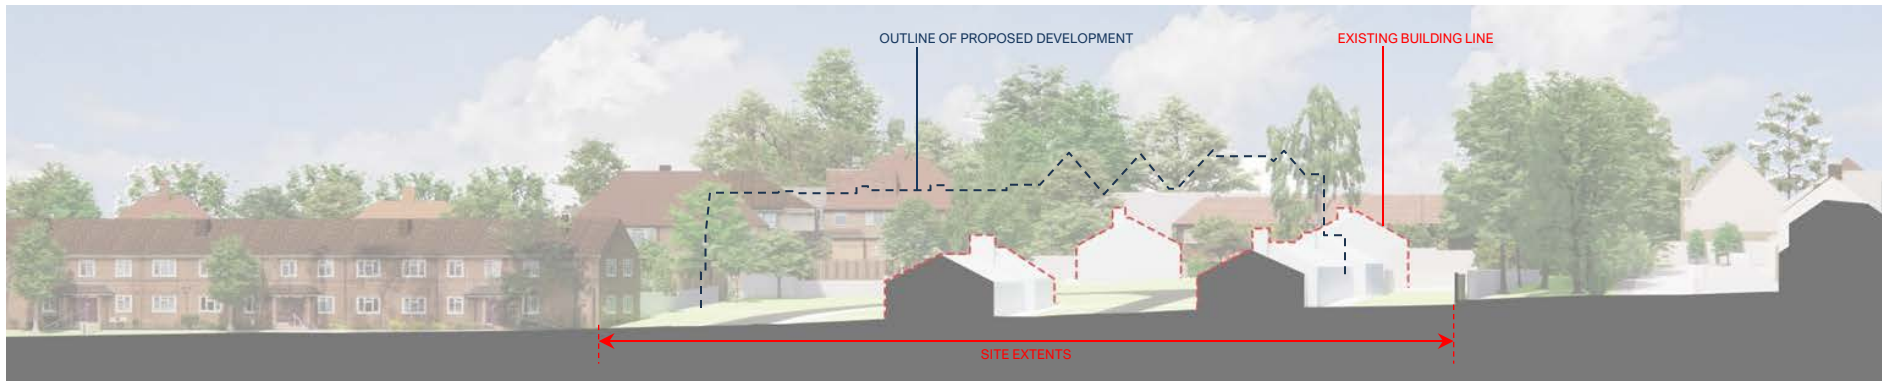 OUTLINE OF PROPOSED DEVELOPMENT
EXISTING BUILDING LINE
SITE EXTENTS